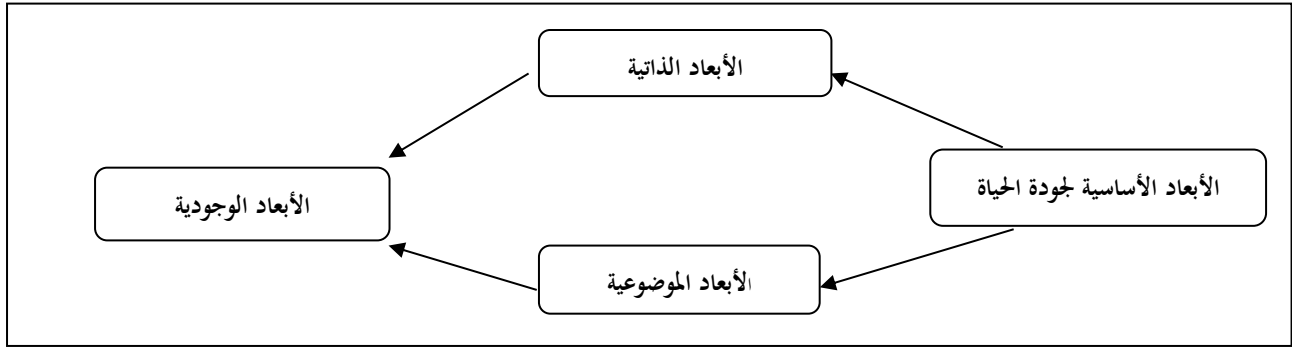 الأبعاد الذاتية
الأبعاد الأساسية لجودة الحياة
الأبعاد الوجودية
الأبعاد الموضوعية